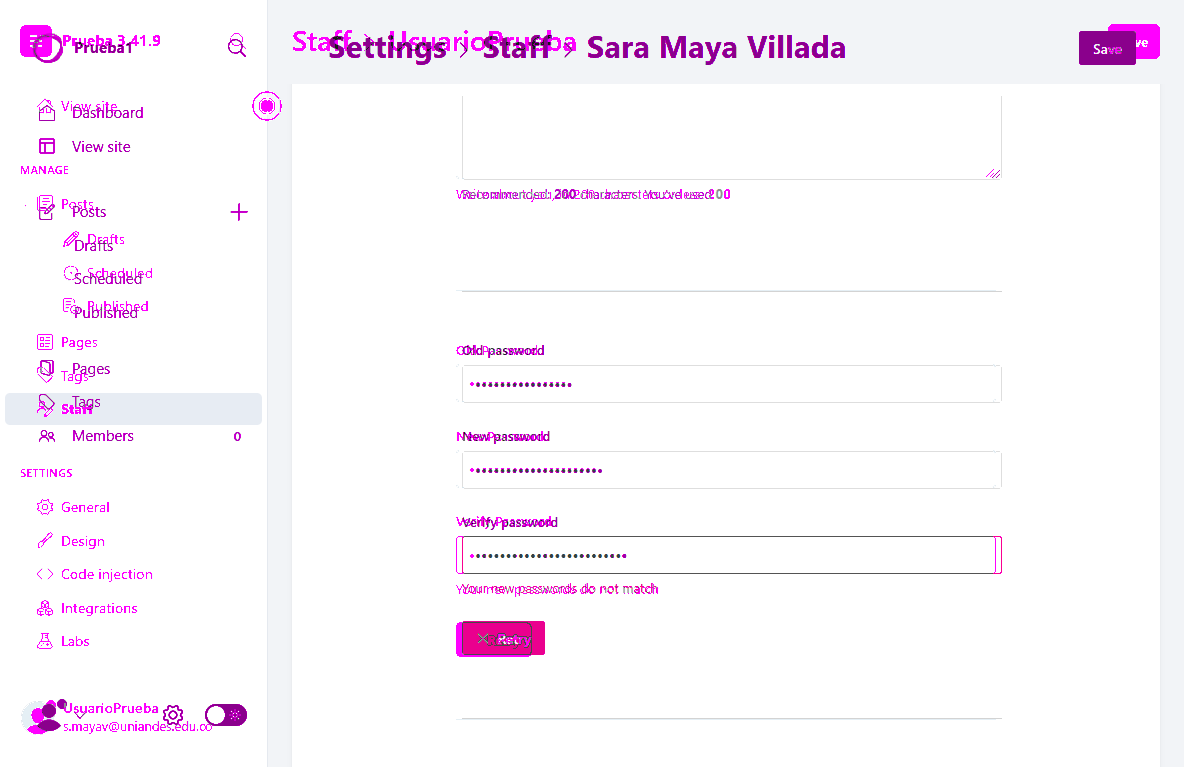 Prueba 3.41.9
Prueba1
Staff › UsuarioPrueba
Settings › Staff › Sara Maya Villada
Save
View site
Dashboard
View site
MANAGE
Posts
Posts
Drafts
Drafts
Scheduled
Scheduled
Published
Published
Pages
Pages
Tags
Tags
Staff
Members 0
SETTINGS
General
Design
Code injection
Integrations
Labs
UsuarioPrueba
s.mayav@uniandes.edu.co
Recommended: 200 characters. You've used 0
Old password
New password
Verify password
Your new passwords do not match
Retry